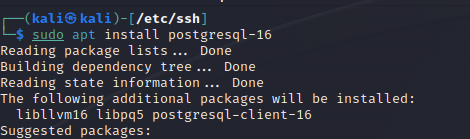 ┌──(kali㉿kali)-[/etc/ssh]
└─$ sudo apt install postgresql-16
Reading package lists... Done
Building dependency tree... Done
Reading state information... Done
The following additional packages will be installed:
  libllvm16 libpq5 postgresql-client-16
Suggested packages: